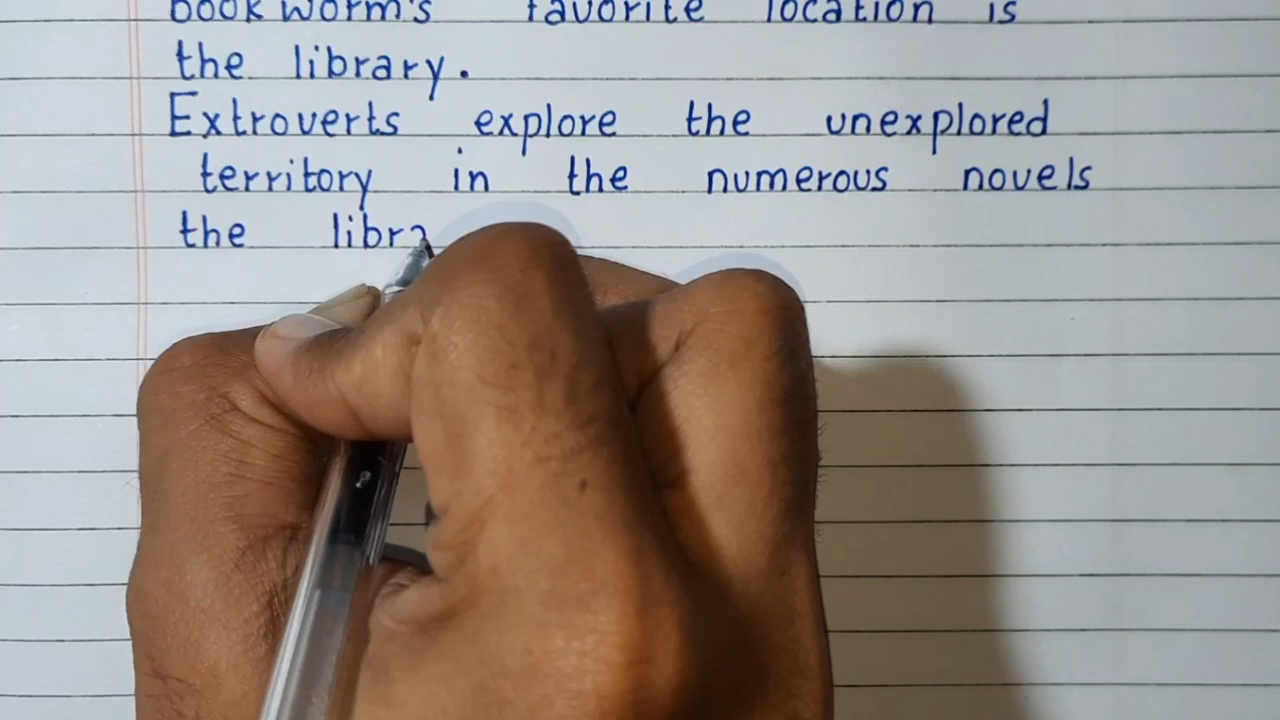 bookworm's favorite location is
the library.
Extroverts explore the unexplored
territory in the numerous novels
the libra